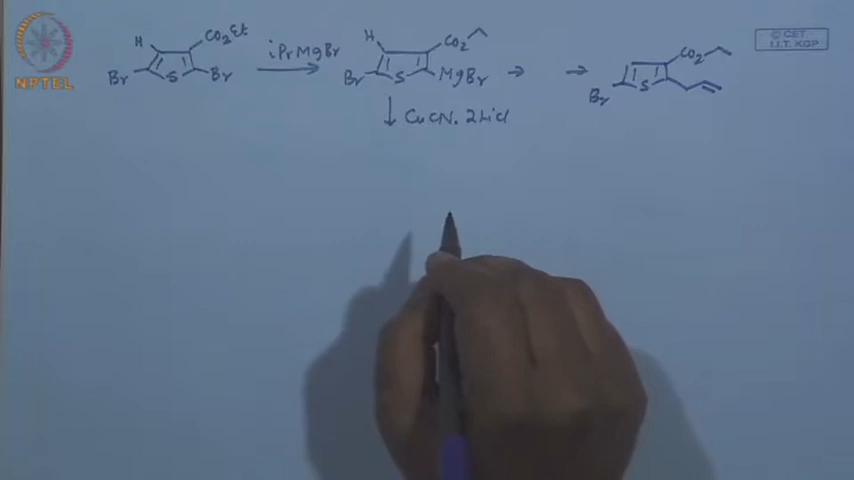 NPTEL
© CET
I.I.T. KGP
H CO2Et iPrMgBr H CO2
Br S Br Br S MgBr → → CO2
Br S
↓ CuCN. 2LiCl